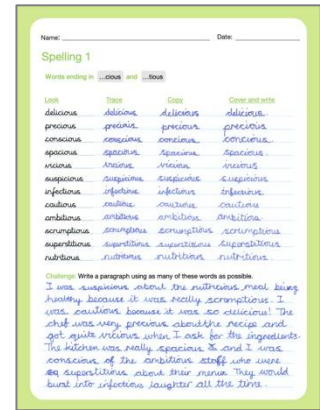 Name: Date:
Spelling 1
Words ending in ...cious and ...tious
Look Trace Copy Cover and write
delicious delicious delicious delicious
precious precious precious precious
conscious conscious concious concious
spacious spacious spacious spacious
vicious vicious vicious vicious
suspicious suspicious suspicious suspicious
infectious infectious infectious infectious
cautious cautious cautious cautious
ambitious ambitious ambitious ambitious
scrumptious scrumptious scrumptious scrumptious
superstitious superstitious superstitious superstitious
nutritious nutritious nutritious nutritious
Challenge: Write a paragraph using as many of these words as possible.
I was suspicious about the nutricious meal being
healthy because it was really scromptious. I
was cautious because it was so delicious! The
chef was very precious about the recipe and
got quite vicious when I ask for the ingredients.
The kitchen was really spacious & and I was
conscious of the ambitious staff who were
superstitious about their menus. They would
bust into infectious laughter all the time.